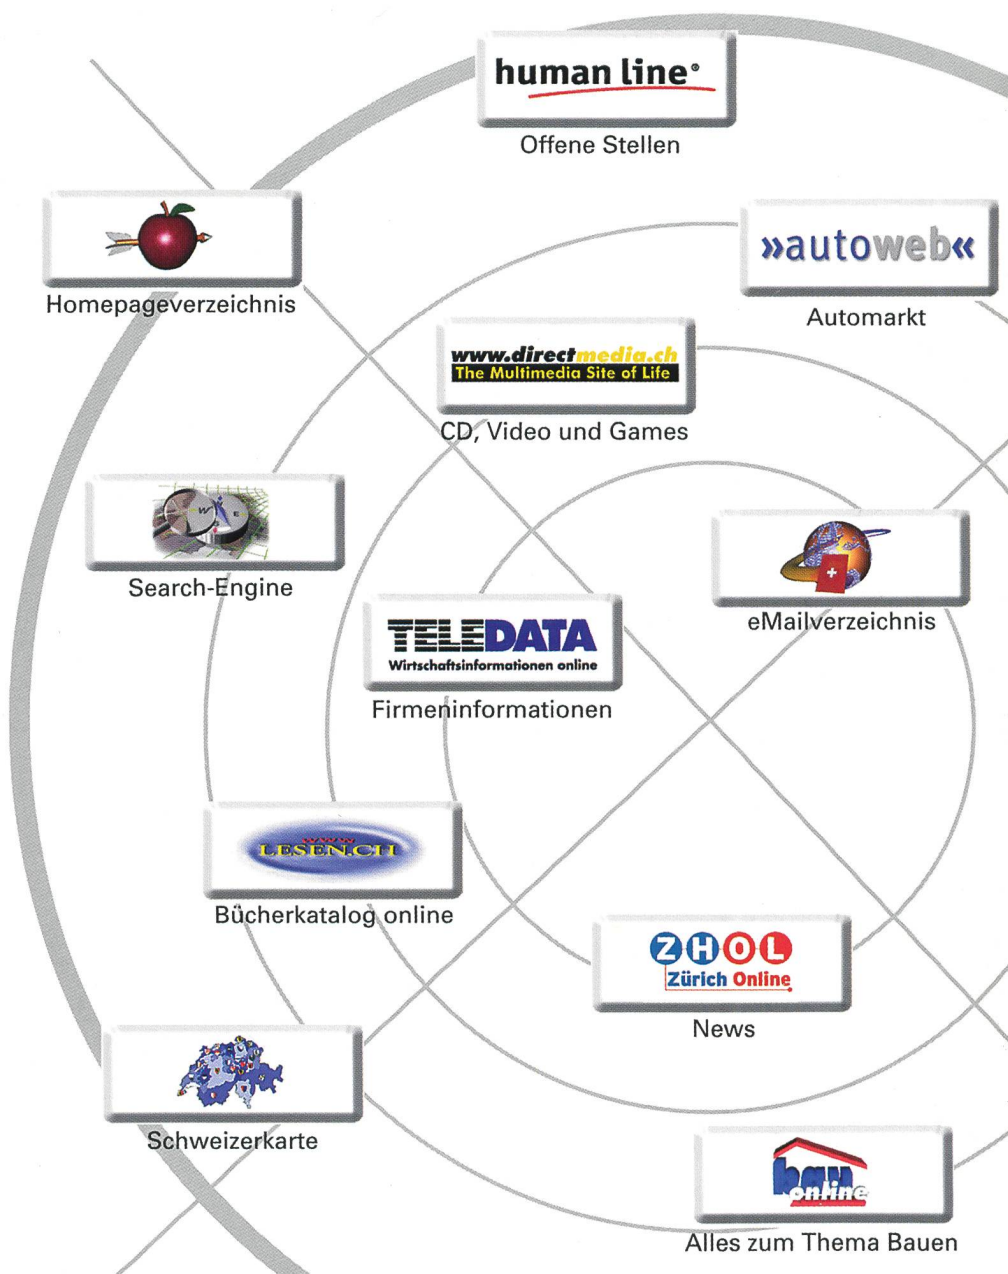 human line®
Offene Stellen
Homepageverzeichnis
»autoweb«
Automarkt
www.directmedia.ch
The Multimedia Site of Life
CD, Video und Games
W E
Search-Engine
eMailverzeichnis
TELEDATA
Wirtschaftsinformationen online
Firmeninformationen
WWW
LESEN.CH
Bücherkatalog online
ZHOL
Zürich Online
News
Schweizerkarte
bau
online
Alles zum Thema Bauen